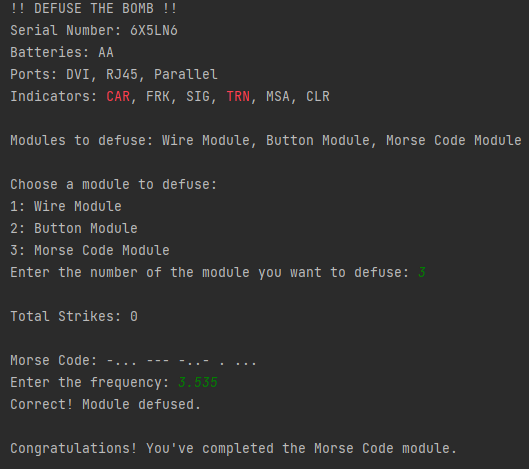 !! DEFUSE THE BOMB !!
Serial Number: 6X5LN6
Batteries: AA
Ports: DVI, RJ45, Parallel
Indicators: CAR, FRK, SIG, TRN, MSA, CLR
Modules to defuse: Wire Module, Button Module, Morse Code Module
Choose a module to defuse:
1: Wire Module
2: Button Module
3: Morse Code Module
Enter the number of the module you want to defuse: 3
Total Strikes: 0
Morse Code: -... --- -..- . ...
Enter the frequency: 3.535
Correct! Module defused.
Congratulations! You've completed the Morse Code module.